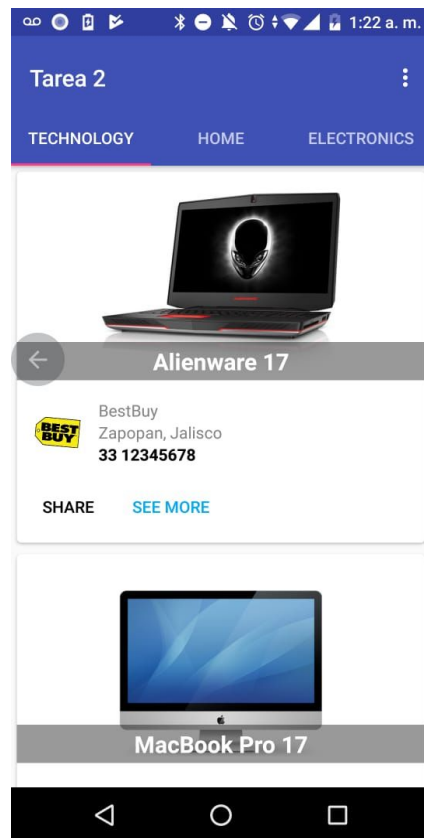 1:22 a. m.
Tarea 2
TECHNOLOGY HOME ELECTRONICS
Alienware 17
BEST
BUY
BestBuy
Zapopan, Jalisco
33 12345678
SHARE SEE MORE
MacBook Pro 17